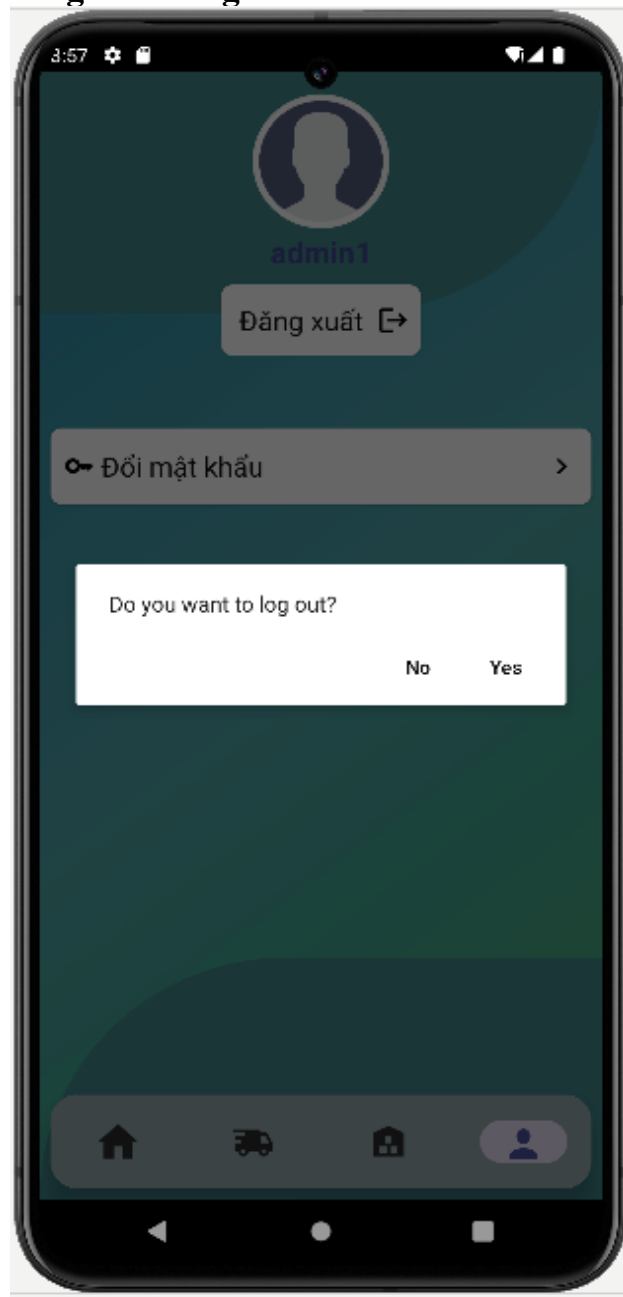 3:57
admin1
Đăng xuất
Đổi mật khẩu
Do you want to log out?
No Yes